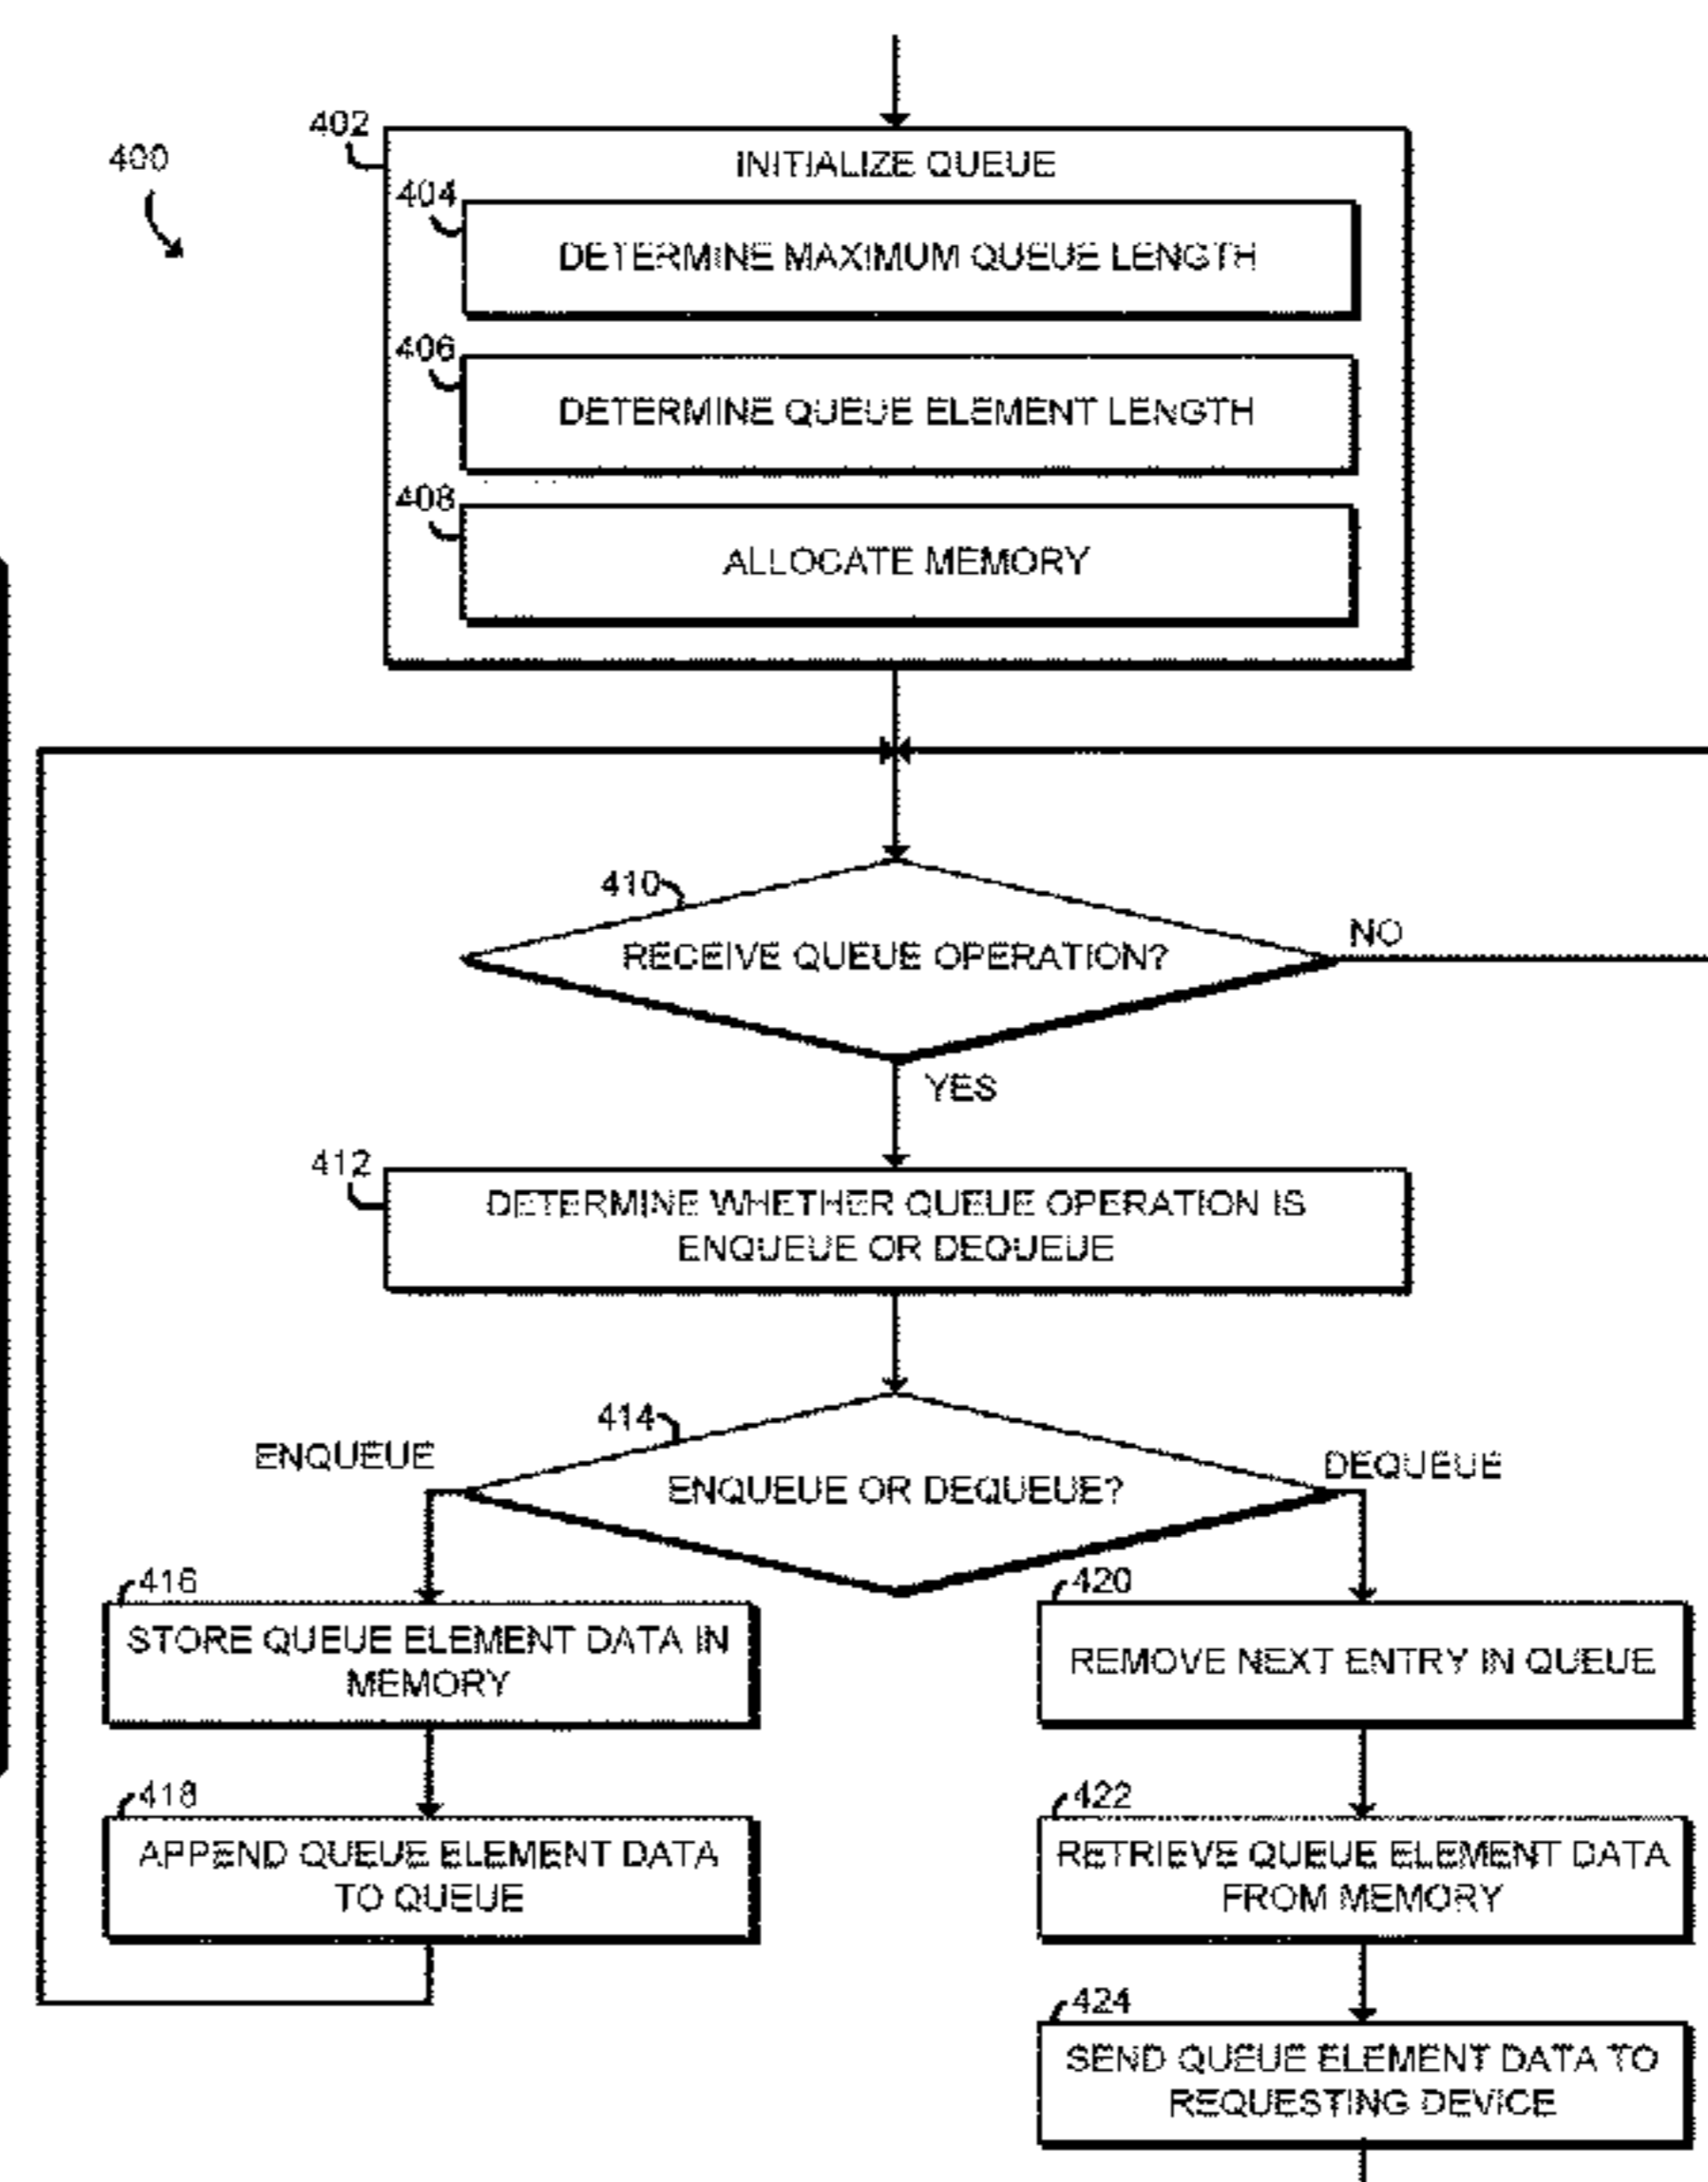 400
402
INITIALIZE QUEUE
404
DETERMINE MAXIMUM QUEUE LENGTH
406
DETERMINE QUEUE ELEMENT LENGTH
408
ALLOCATE MEMORY
410
RECEIVE QUEUE OPERATION?
NO
YES
412
DETERMINE WHETHER QUEUE OPERATION IS
ENQUEUE OR DEQUEUE
414
ENQUEUE
ENQUEUE OR DEQUEUE?
DEQUEUE
416
STORE QUEUE ELEMENT DATA IN
MEMORY
418
APPEND QUEUE ELEMENT DATA
TO QUEUE
420
REMOVE NEXT ENTRY IN QUEUE
422
RETRIEVE QUEUE ELEMENT DATA
FROM MEMORY
424
SEND QUEUE ELEMENT DATA TO
REQUESTING DEVICE